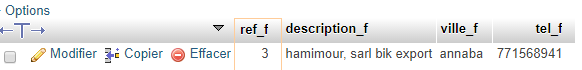 + Options
←T→ ref_f description_f ville_f tel_f
Modifier Copier Effacer 3 hamimour, sarl bik export annaba 771568941